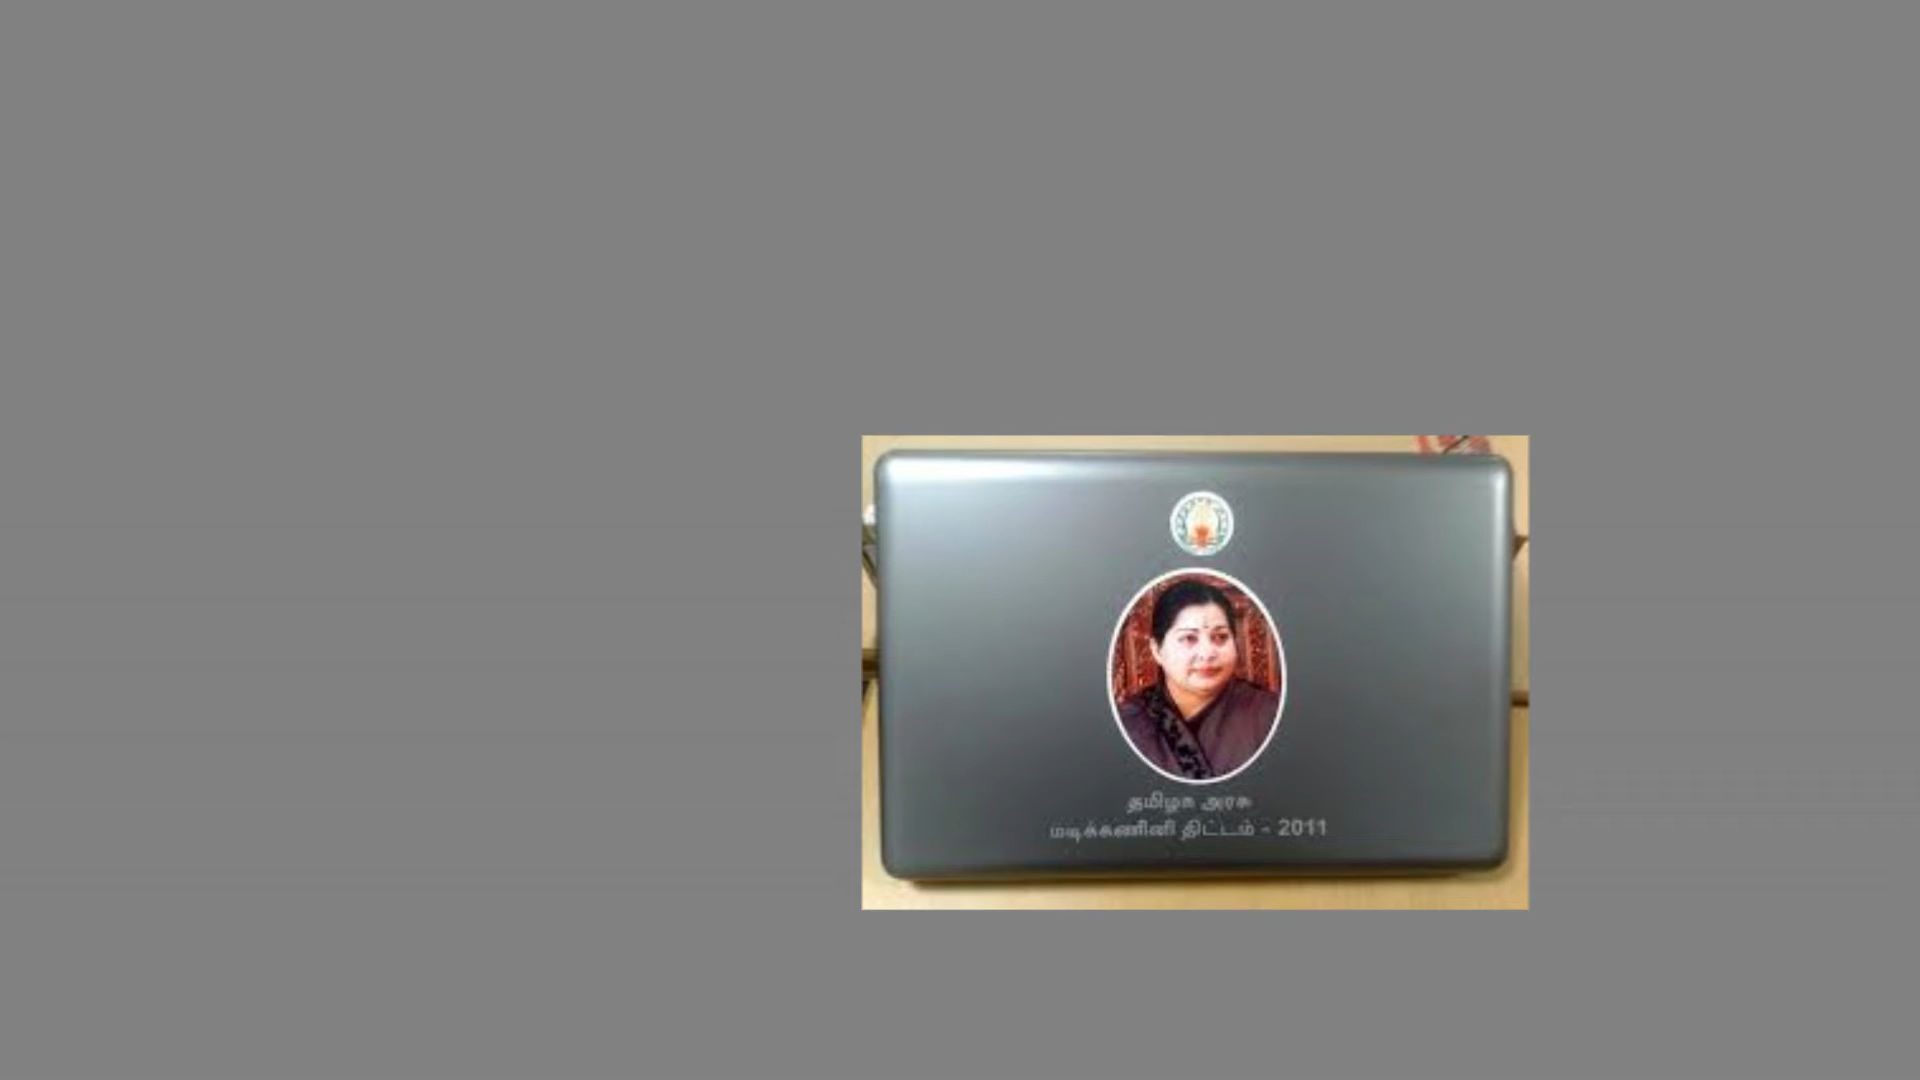 தமிழக அரசு
மடிக்கணினி திட்டம் - 2011